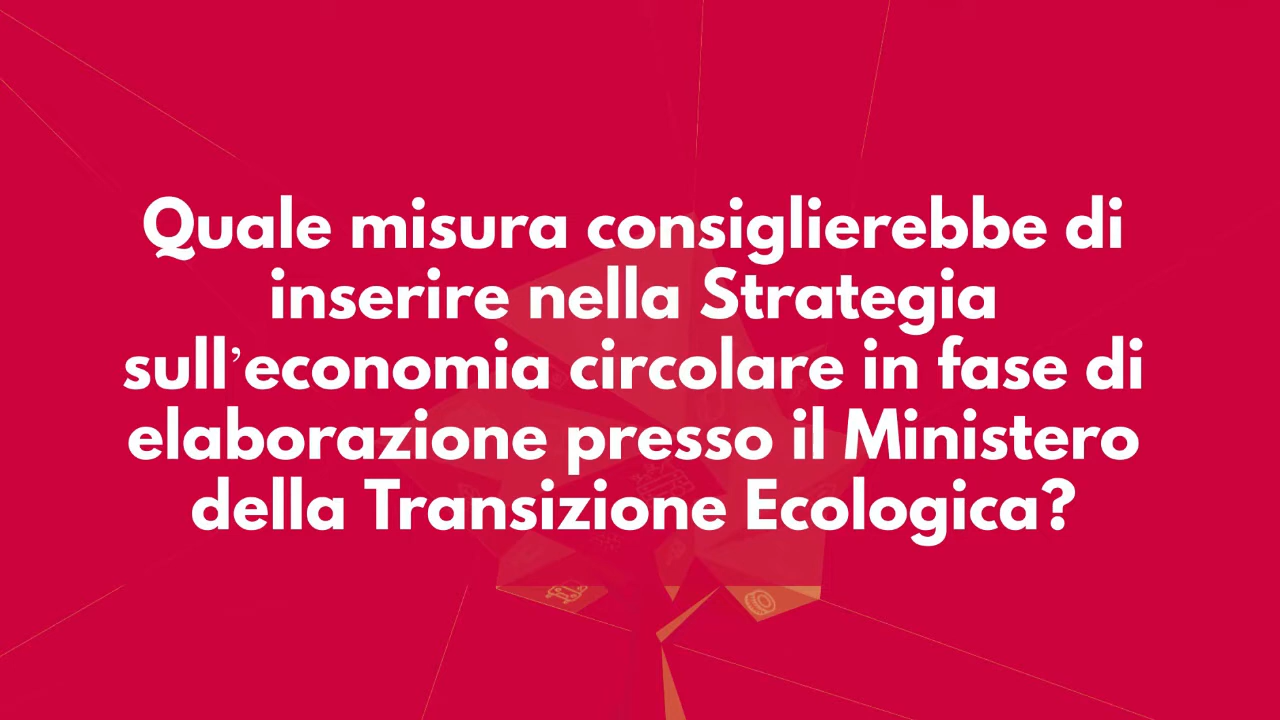 Quale misura consiglierebbe di
inserire nella Strategia
sull’economia circolare in fase di
elaborazione presso il Ministero
della Transizione Ecologica?